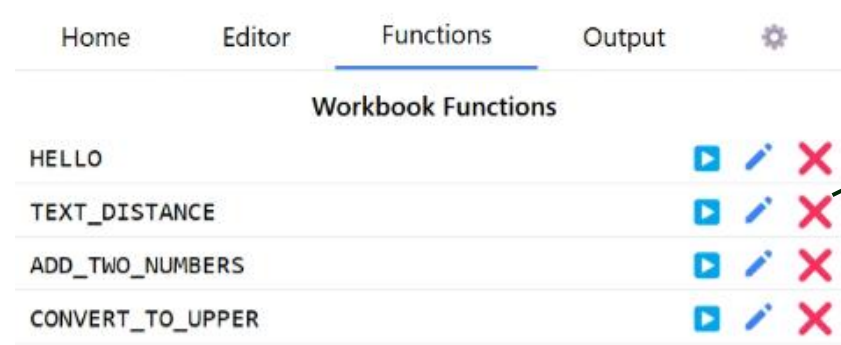 Home Editor Functions Output
Workbook Functions
HELLO
TEXT_DISTANCE
ADD_TWO_NUMBERS
CONVERT_TO_UPPER